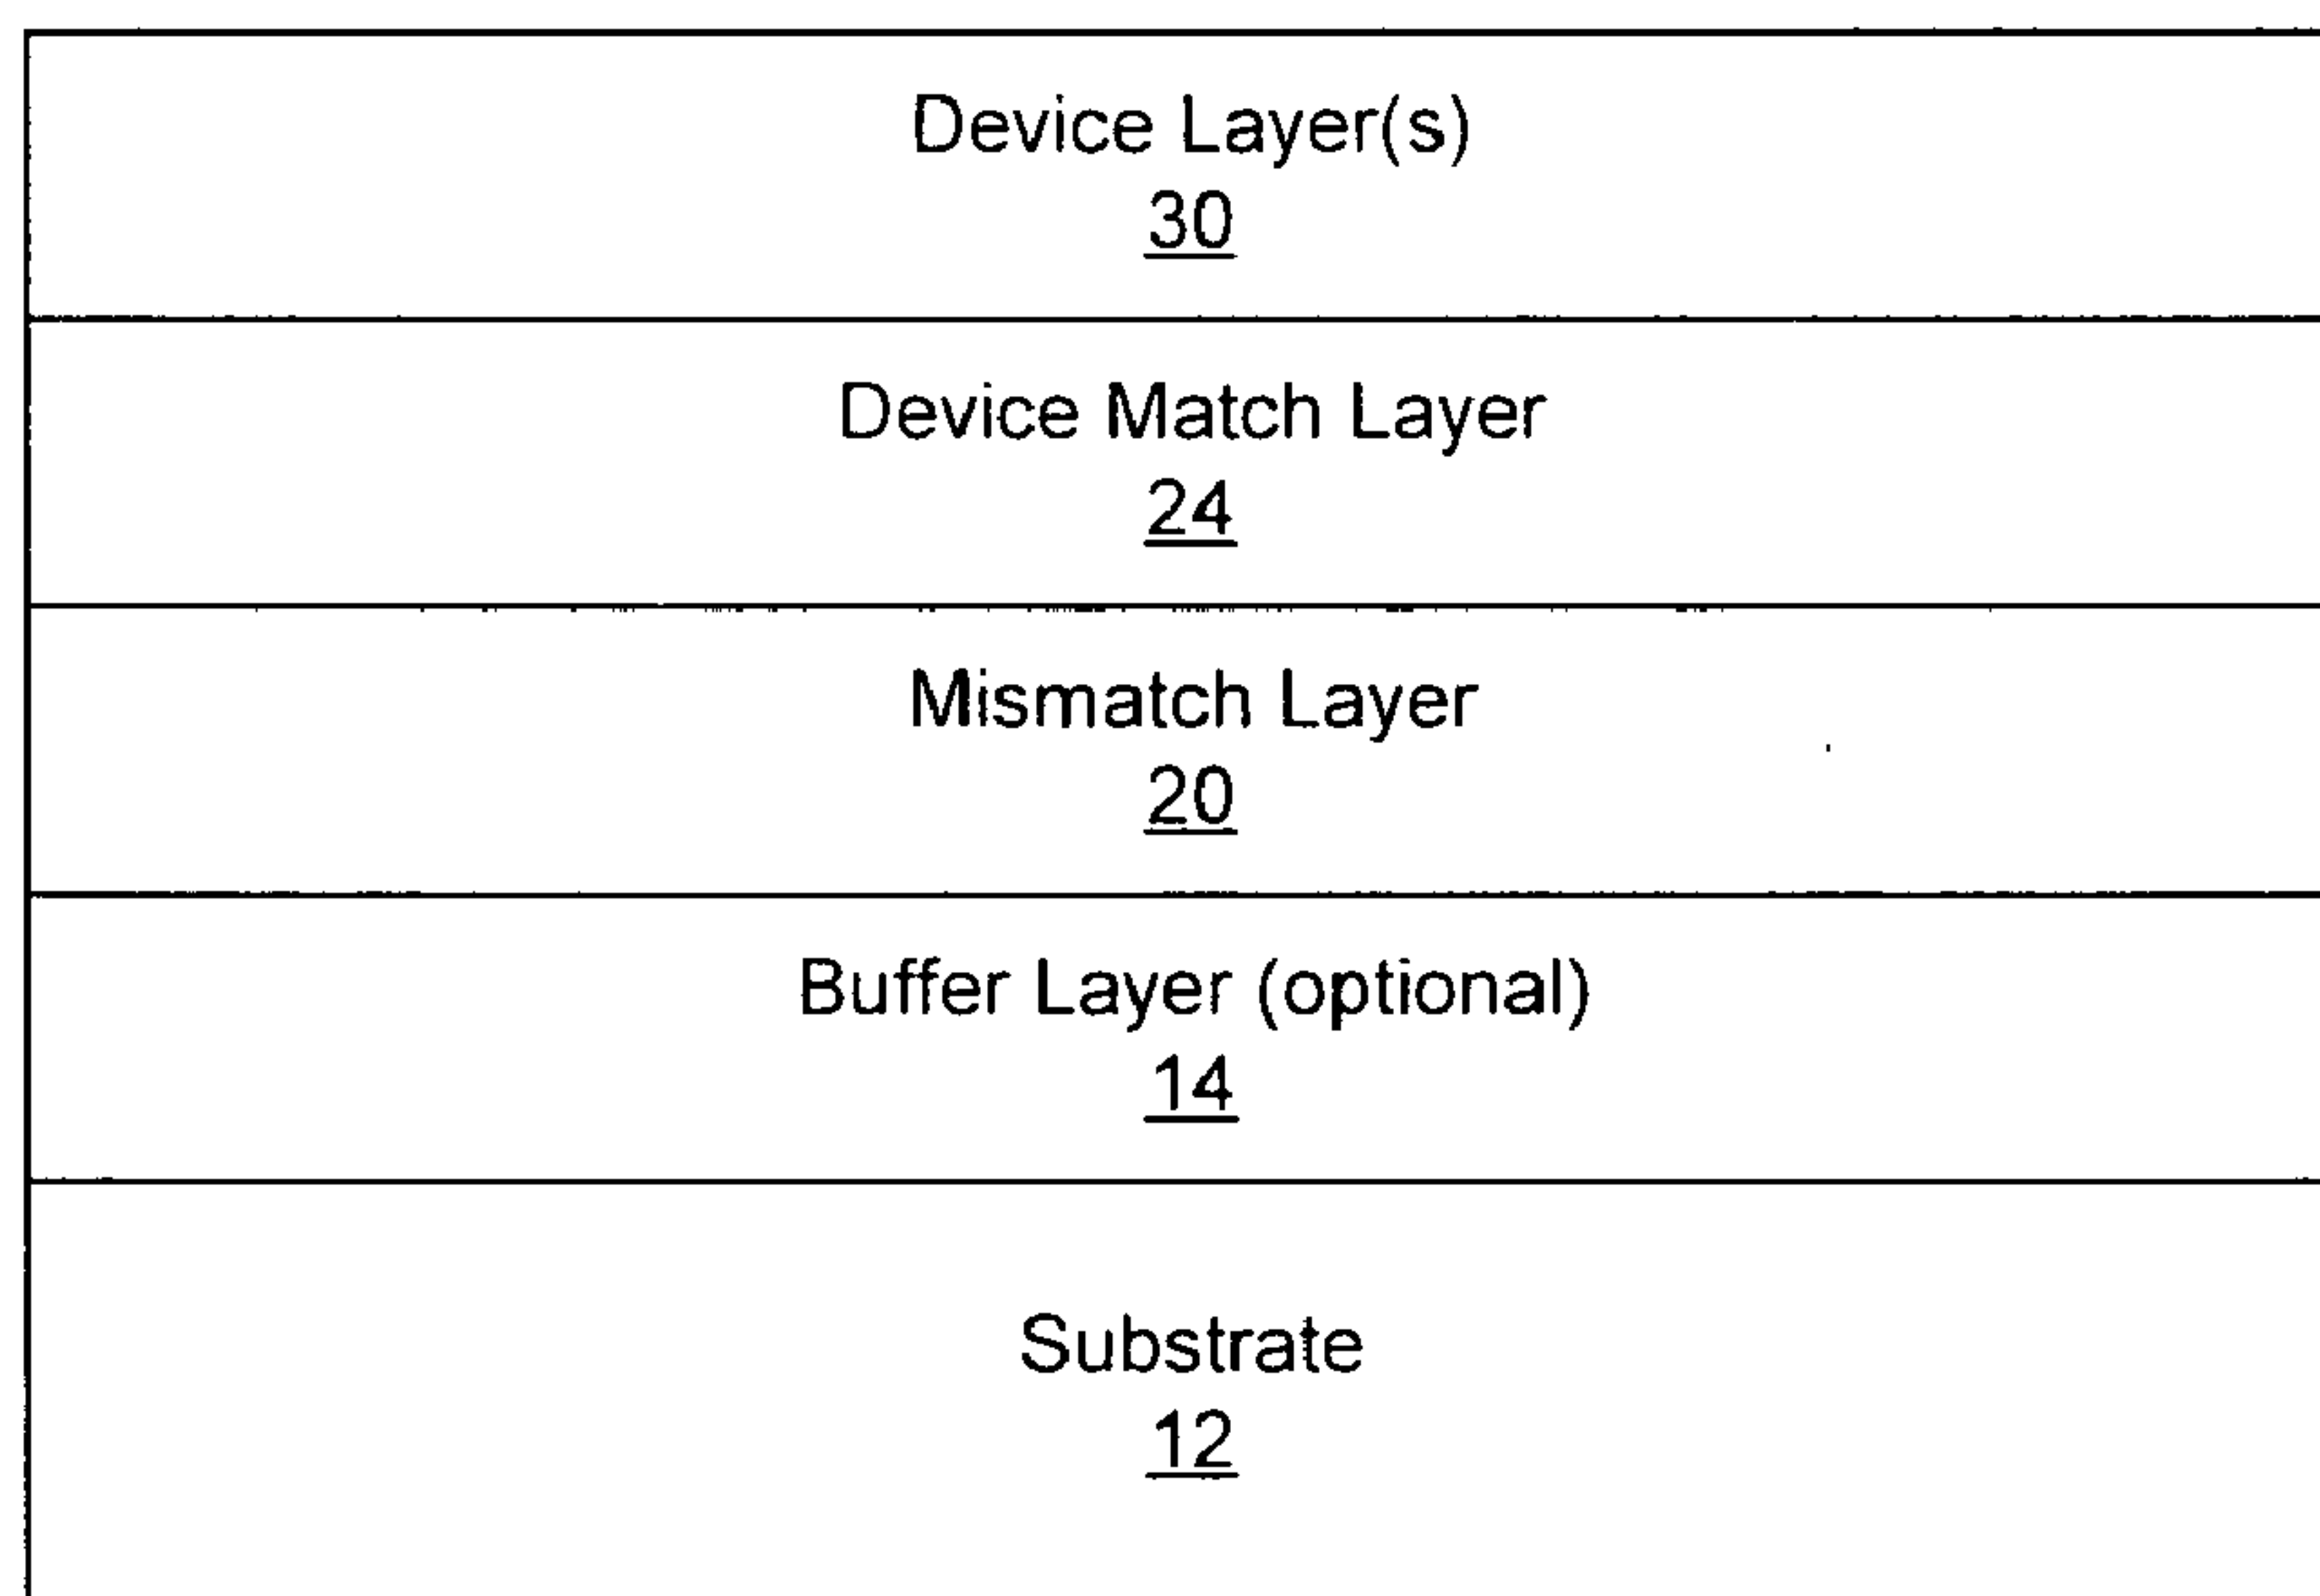 Device Layer(s)
30
Device Match Layer
24
Mismatch Layer
20
Buffer Layer (optional)
14
Substrate
12